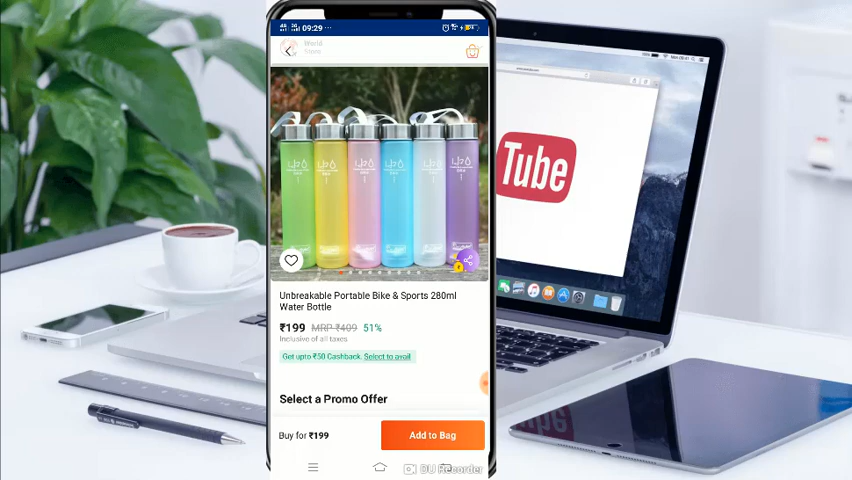 09:29
World
Store
Unbreakable Portable Bike & Sports 280ml
Water Bottle
₹199 MRP ₹409 51%
Inclusive of all taxes
Get upto ₹50 Cashback. Select to avail
Select a Promo Offer
Buy for ₹199
Add to Bag
DU Recorder
Tube